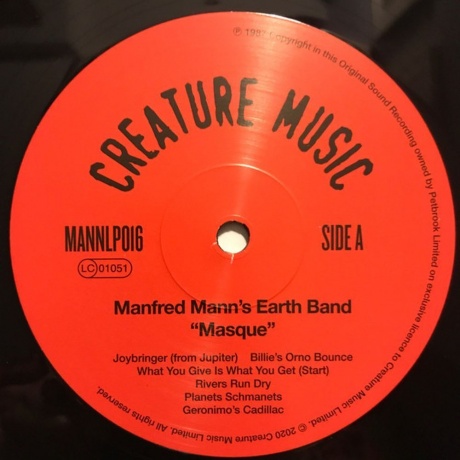 ℗ 1987 Copyright in this Original Sound Recording owned by Petbrook Limited on exclusive licence to Creature Music Limited. © 2020 Creature Music Limited. All rights reserved.
CREATURE MUSIC
MANNLP016
SIDE A
LC 01051
Manfred Mann's Earth Band
"Masque"
Joybringer (from Jupiter) Billie's Orno Bounce
What You Give Is What You Get (Start)
Rivers Run Dry
Planets Schmanets
Geronimo's Cadillac